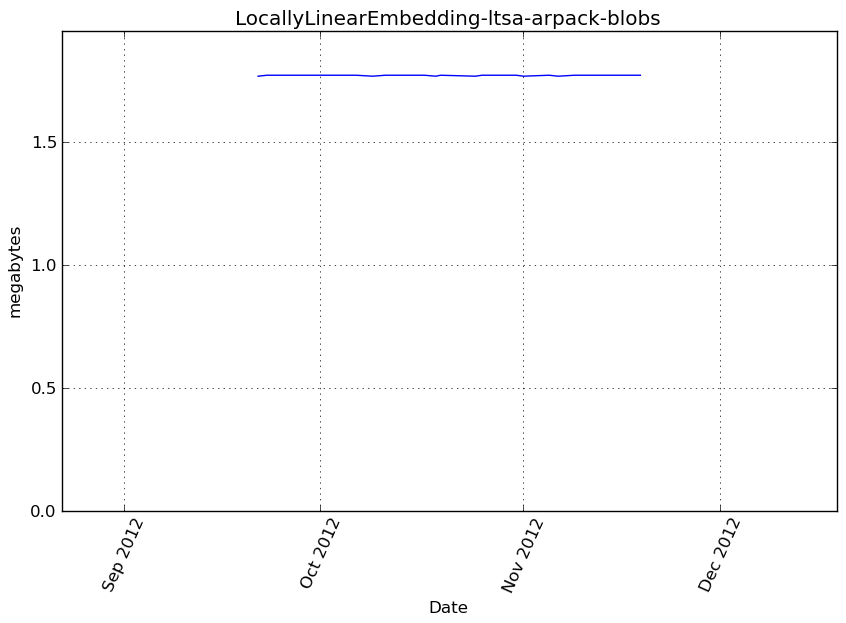 LocallyLinearEmbedding-ltsa-arpack-blobs
megabytes
1.5
1.0
0.5
0.0
Sep 2012
Oct 2012
Nov 2012
Dec 2012
Date